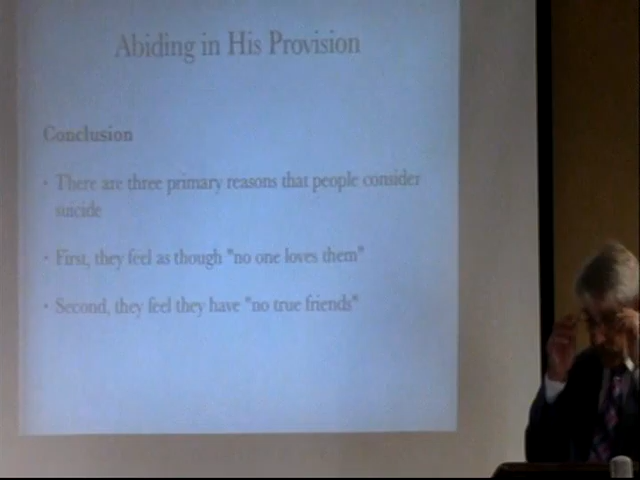 Abiding in His Provision
Conclusion
· There are three primary reasons that people consider
suicide
· First, they feel as though "no one loves them"
· Second, they feel they have "no true friends"